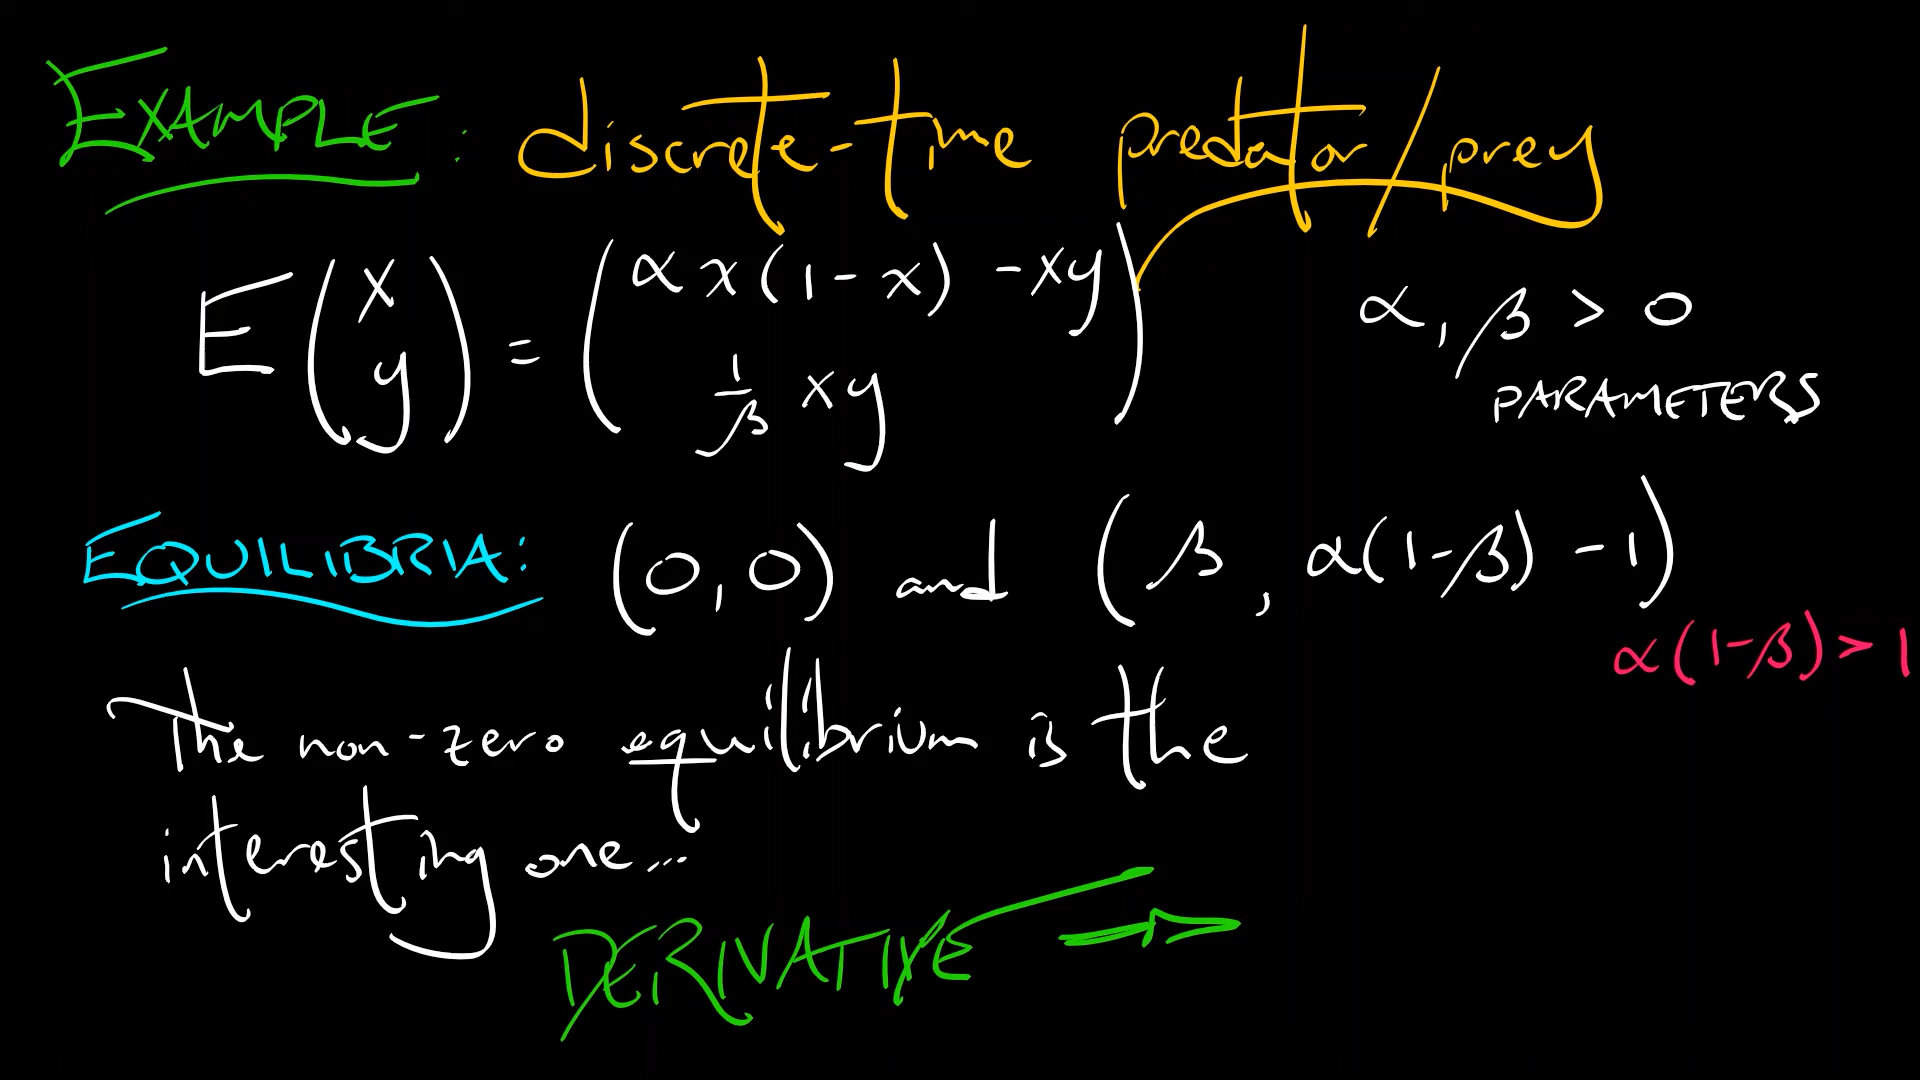 EXAMPLE: discrete-time predator/prey
E(x y) = (αx(1-x) -xy, 1/β xy)
α, β > 0
PARAMETERS
EQUILIBRIA: (0,0) and (β, α(1-β) -1)
α(1-β) > 1
The non-zero equilibrium is the
interesting one...
DERIVATIVE ⇒